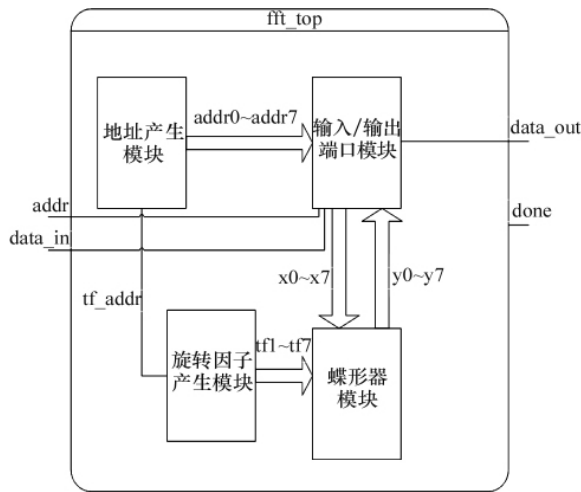 fft_top
地址产生
模块
addr0~addr7
输入/输出
端口模块
data_out
addr
done
data_in
x0~x7
y0~y7
tf_addr
旋转因子
产生模块
tf1~tf7
蝶形器
模块